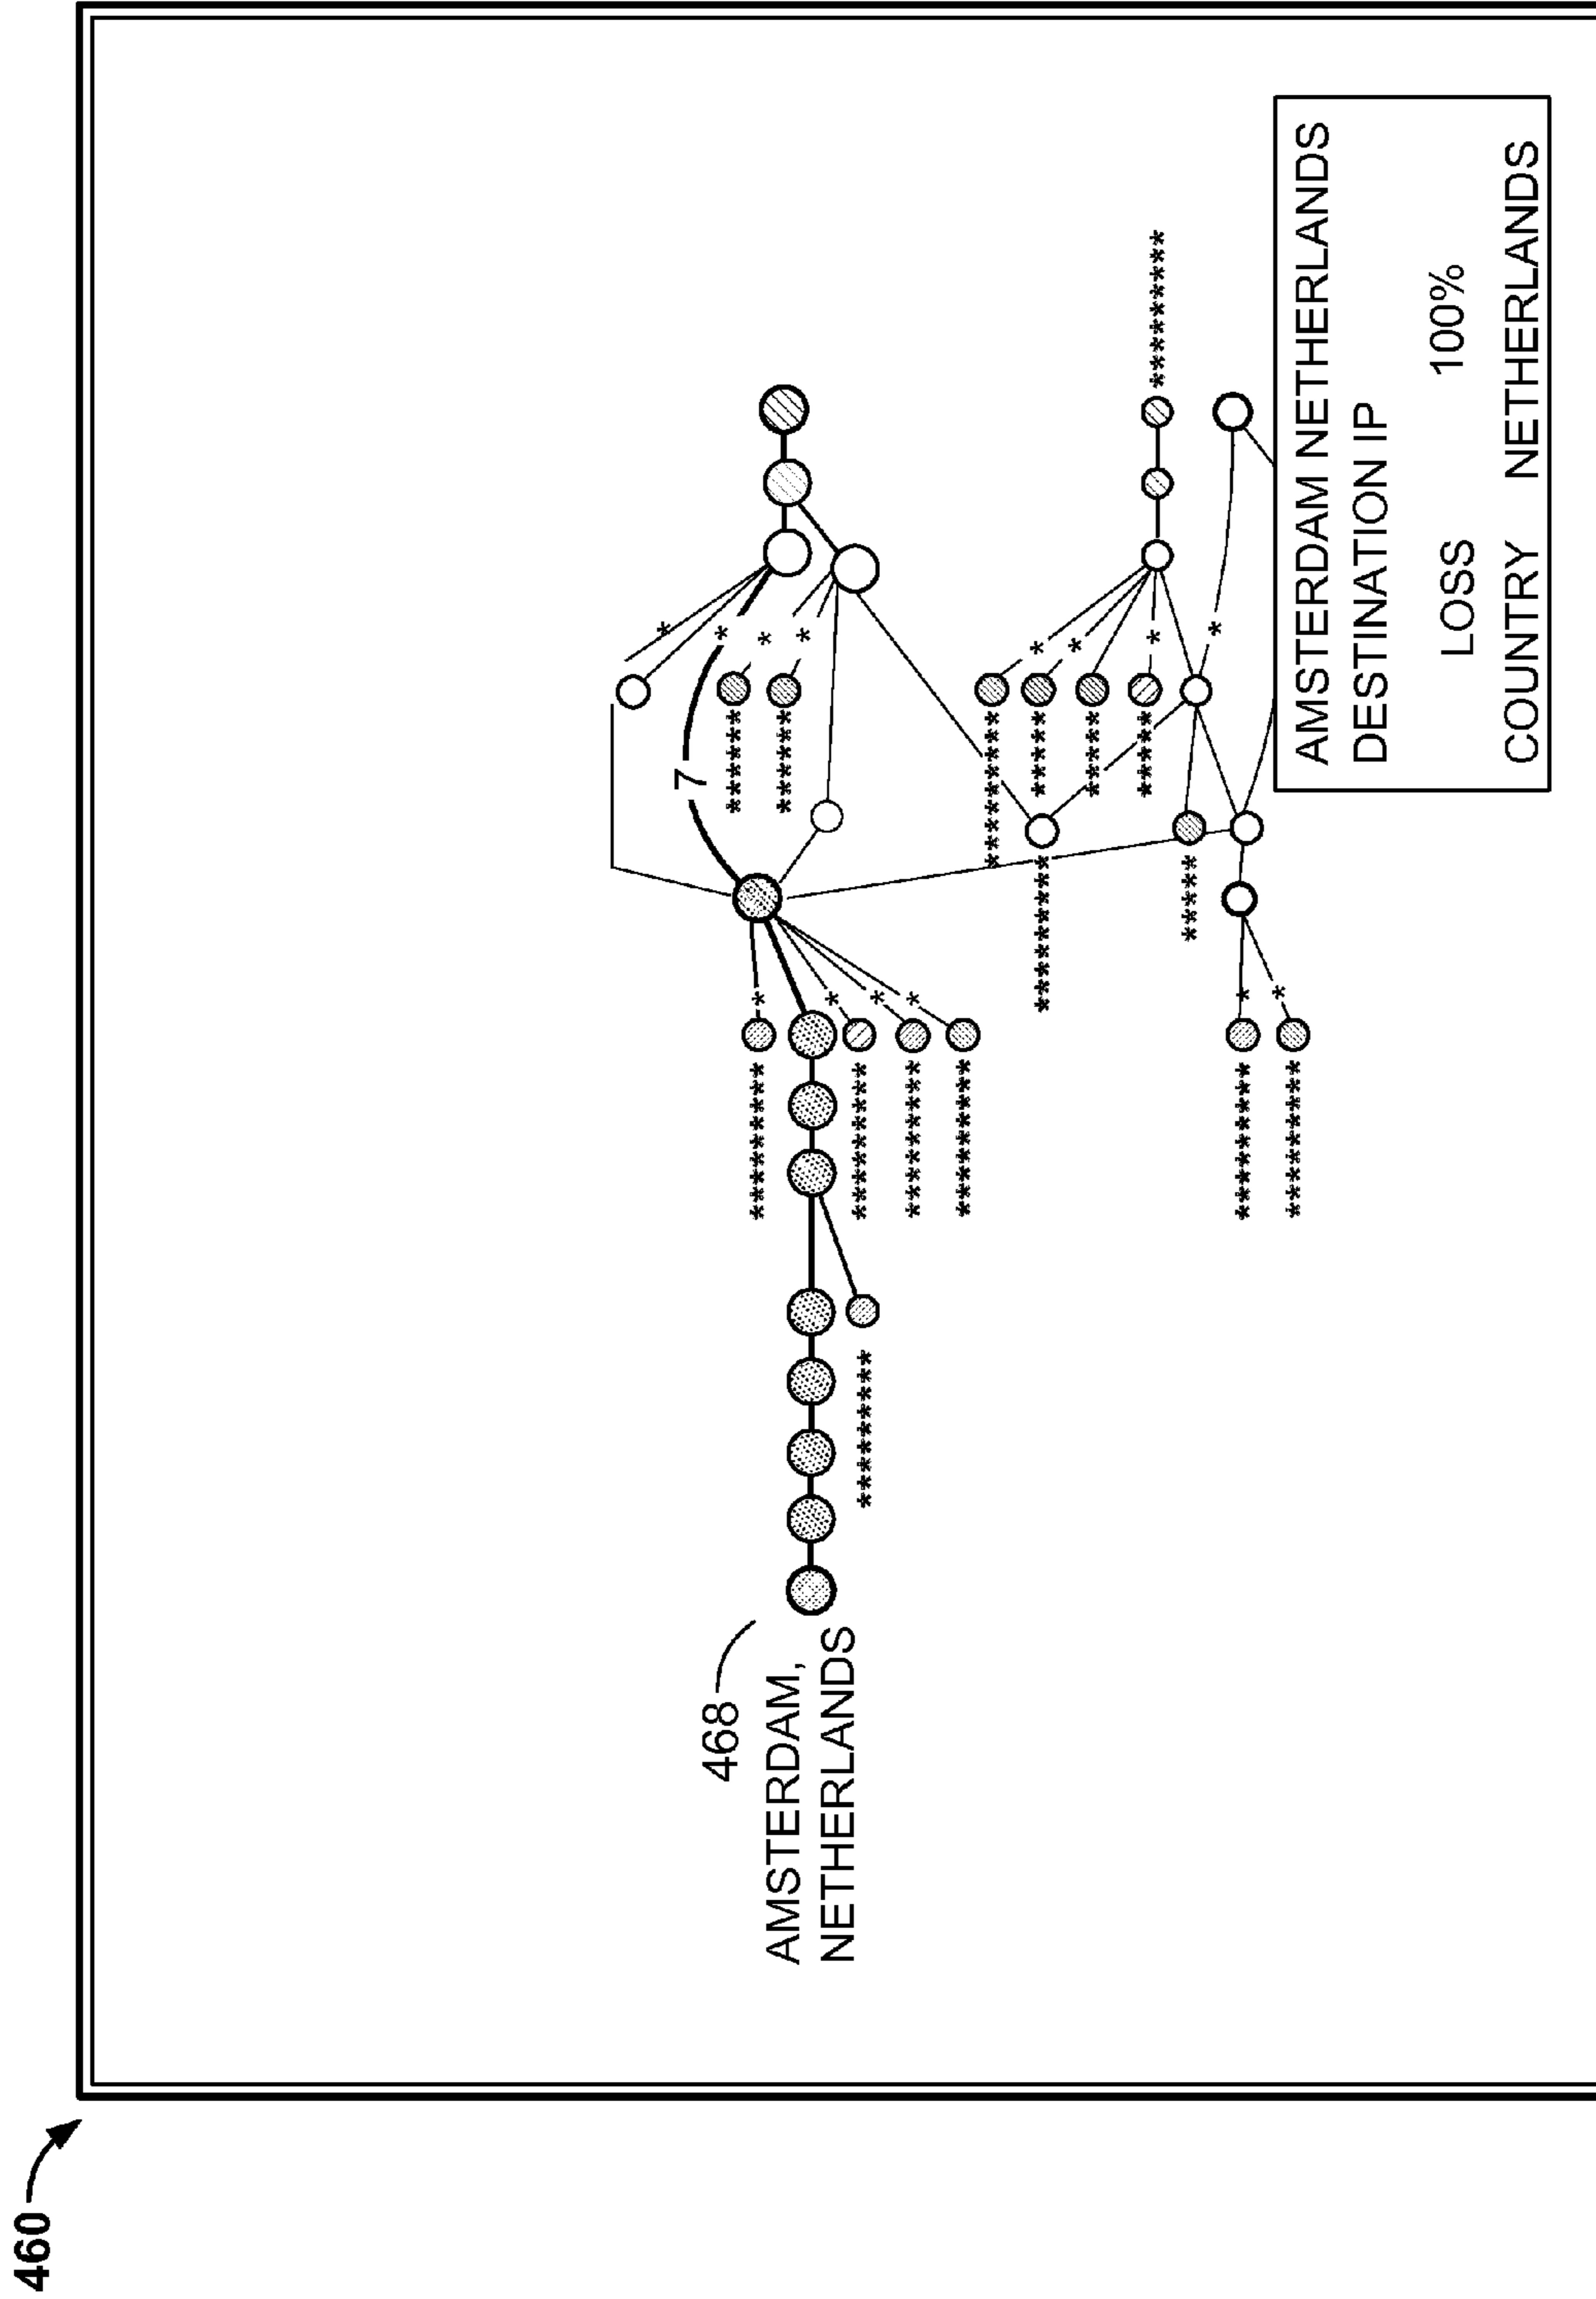 460
468
AMSTERDAM,
NETHERLANDS
7
AMSTERDAM NETHERLANDS
DESTINATION IP
LOSS 100%
COUNTRY NETHERLANDS